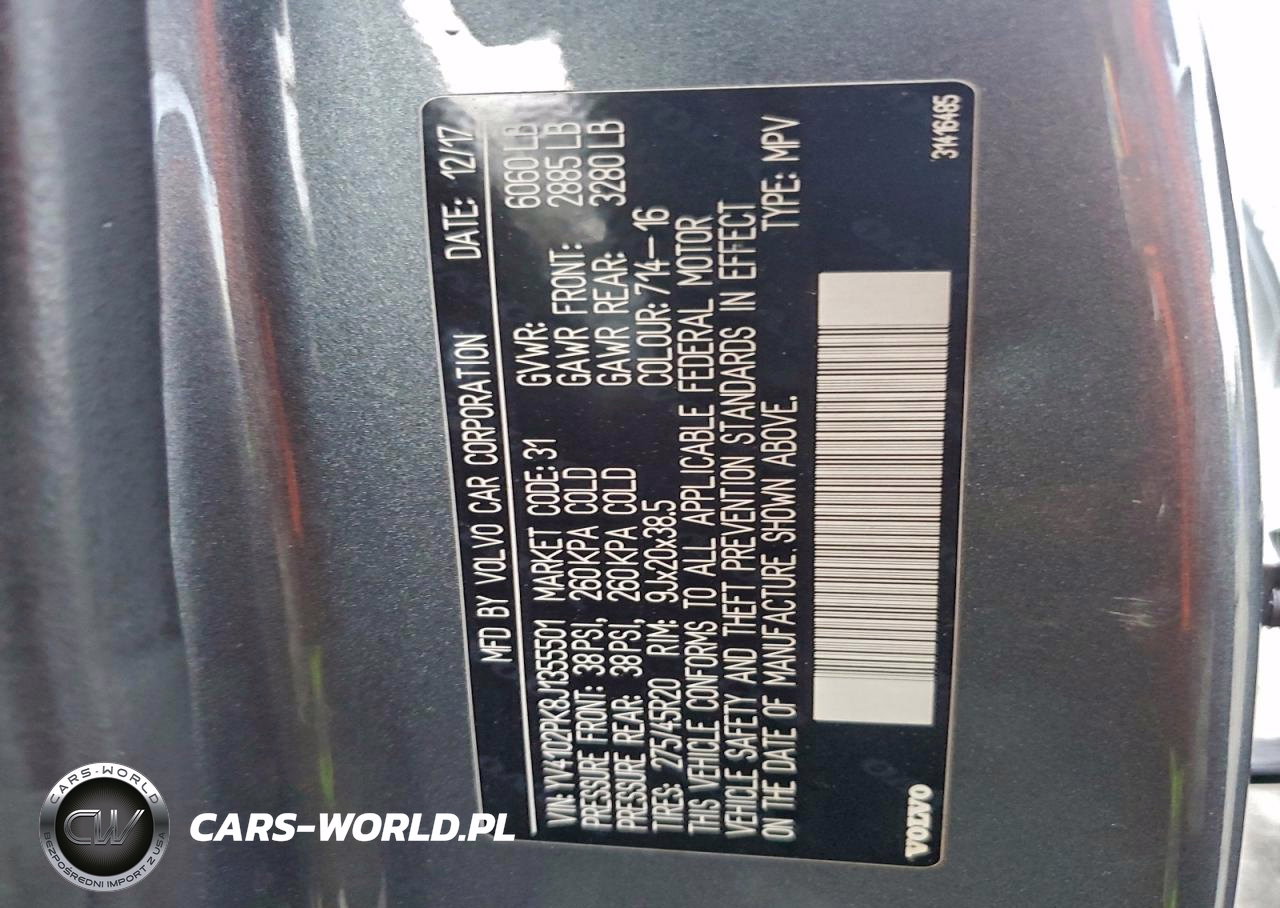 MFD BY VOLVO CAR CORPORATION DATE: 12/17
VIN: YV4102PK8J1355501 MARKET CODE: 31 GVWR: 6060 LB
PRESSURE FRONT: 38PSI, 260KPA COLD GAWR FRONT: 2885 LB
PRESSURE REAR: 38PSI, 260KPA COLD GAWR REAR: 3280 LB
TIRES: 275/45R20 RIM: 9Jx20x38.5 COLOUR: 714-16
THIS VEHICLE CONFORMS TO ALL APPLICABLE FEDERAL MOTOR
VEHICLE SAFETY AND THEFT PREVENTION STANDARDS IN EFFECT
ON THE DATE OF MANUFACTURE SHOWN ABOVE. TYPE: MPV
VOLVO
31416485
CARS-WORLD
CW
BEZPOŚREDNI IMPORT Z USA
CARS-WORLD.PL